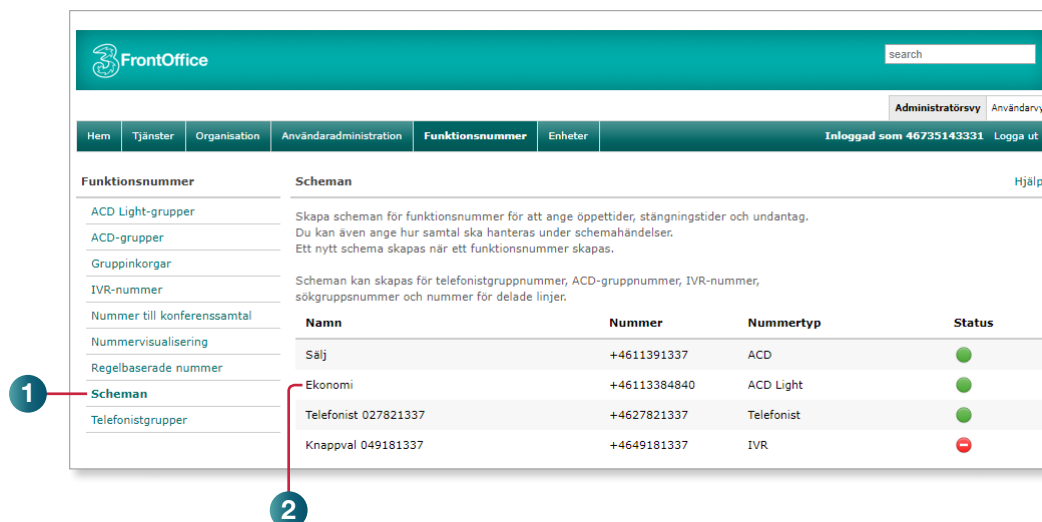 3 FrontOffice
search
Administratörsvy Användarvy
Hem Tjänster Organisation Användaradministration Funktionsnummer Enheter Inloggad som 46735143331 Logga ut
Funktionsnummer
ACD Light-grupper
ACD-grupper
Gruppinkorgar
IVR-nummer
Nummer till konferenssamtal
Nummervisualisering
Regelbaserade nummer
Scheman
Telefonistgrupper
Scheman Hjälp
Skapa scheman för funktionsnummer för att ange öppettider, stängningstider och undantag.
Du kan även ange hur samtal ska hanteras under schemahändelser.
Ett nytt schema skapas när ett funktionsnummer skapas.
Scheman kan skapas för telefonistgruppnummer, ACD-gruppnummer, IVR-nummer,
sökgruppsnummer och nummer för delade linjer.
Namn Nummer Nummertyp Status
Sälj +4611391337 ACD
Ekonomi +46113384840 ACD Light
Telefonist 027821337 +4627821337 Telefonist
Knappval 049181337 +4649181337 IVR
1
2